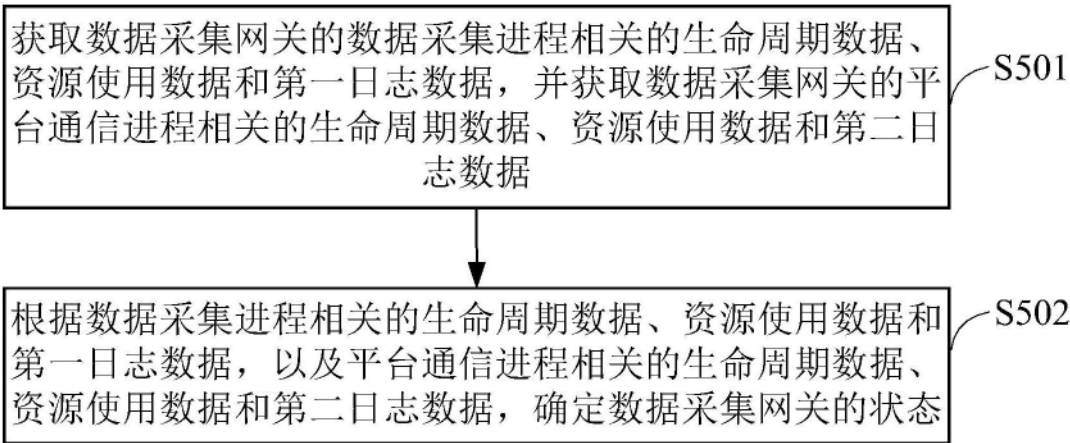 获取数据采集网关的数据采集进程相关的生命周期数据、
资源使用数据和第一日志数据，并获取数据采集网关的平
台通信进程相关的生命周期数据、资源使用数据和第二日
志数据
S501
根据数据采集进程相关的生命周期数据、资源使用数据和
第一日志数据，以及平台通信进程相关的生命周期数据、
资源使用数据和第二日志数据，确定数据采集网关的状态
S502